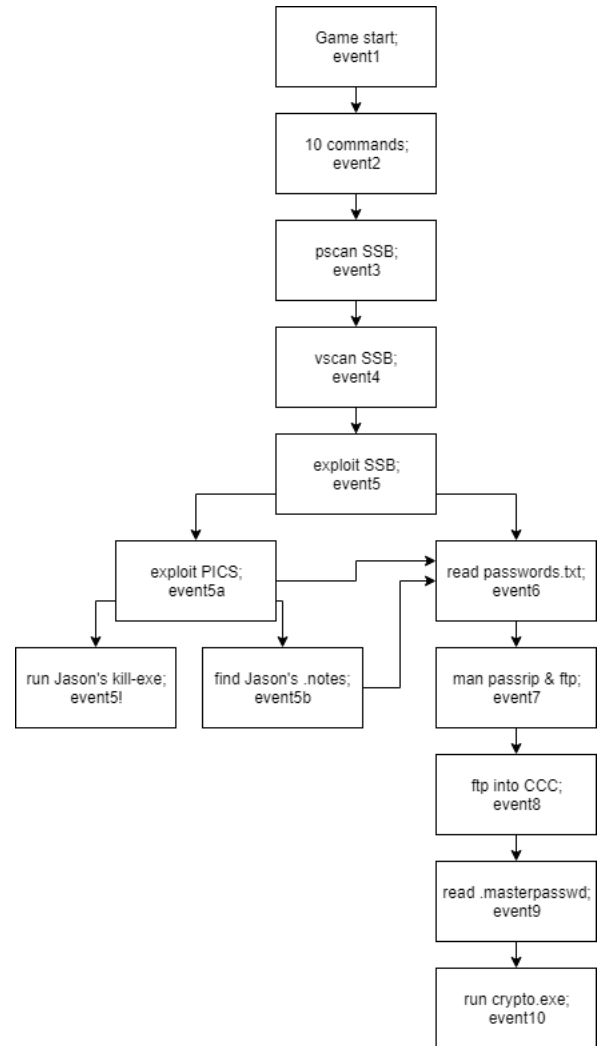 Game start;
event1
10 commands;
event2
pscan SSB;
event3
vscan SSB;
event4
exploit SSB;
event5
exploit PICS;
event5a
read passwords.txt;
event6
run Jason's kill-exe;
event5!
find Jason's .notes;
event5b
man passrip & ftp;
event7
ftp into CCC;
event8
read .masterpasswd;
event9
run crypto.exe;
event10